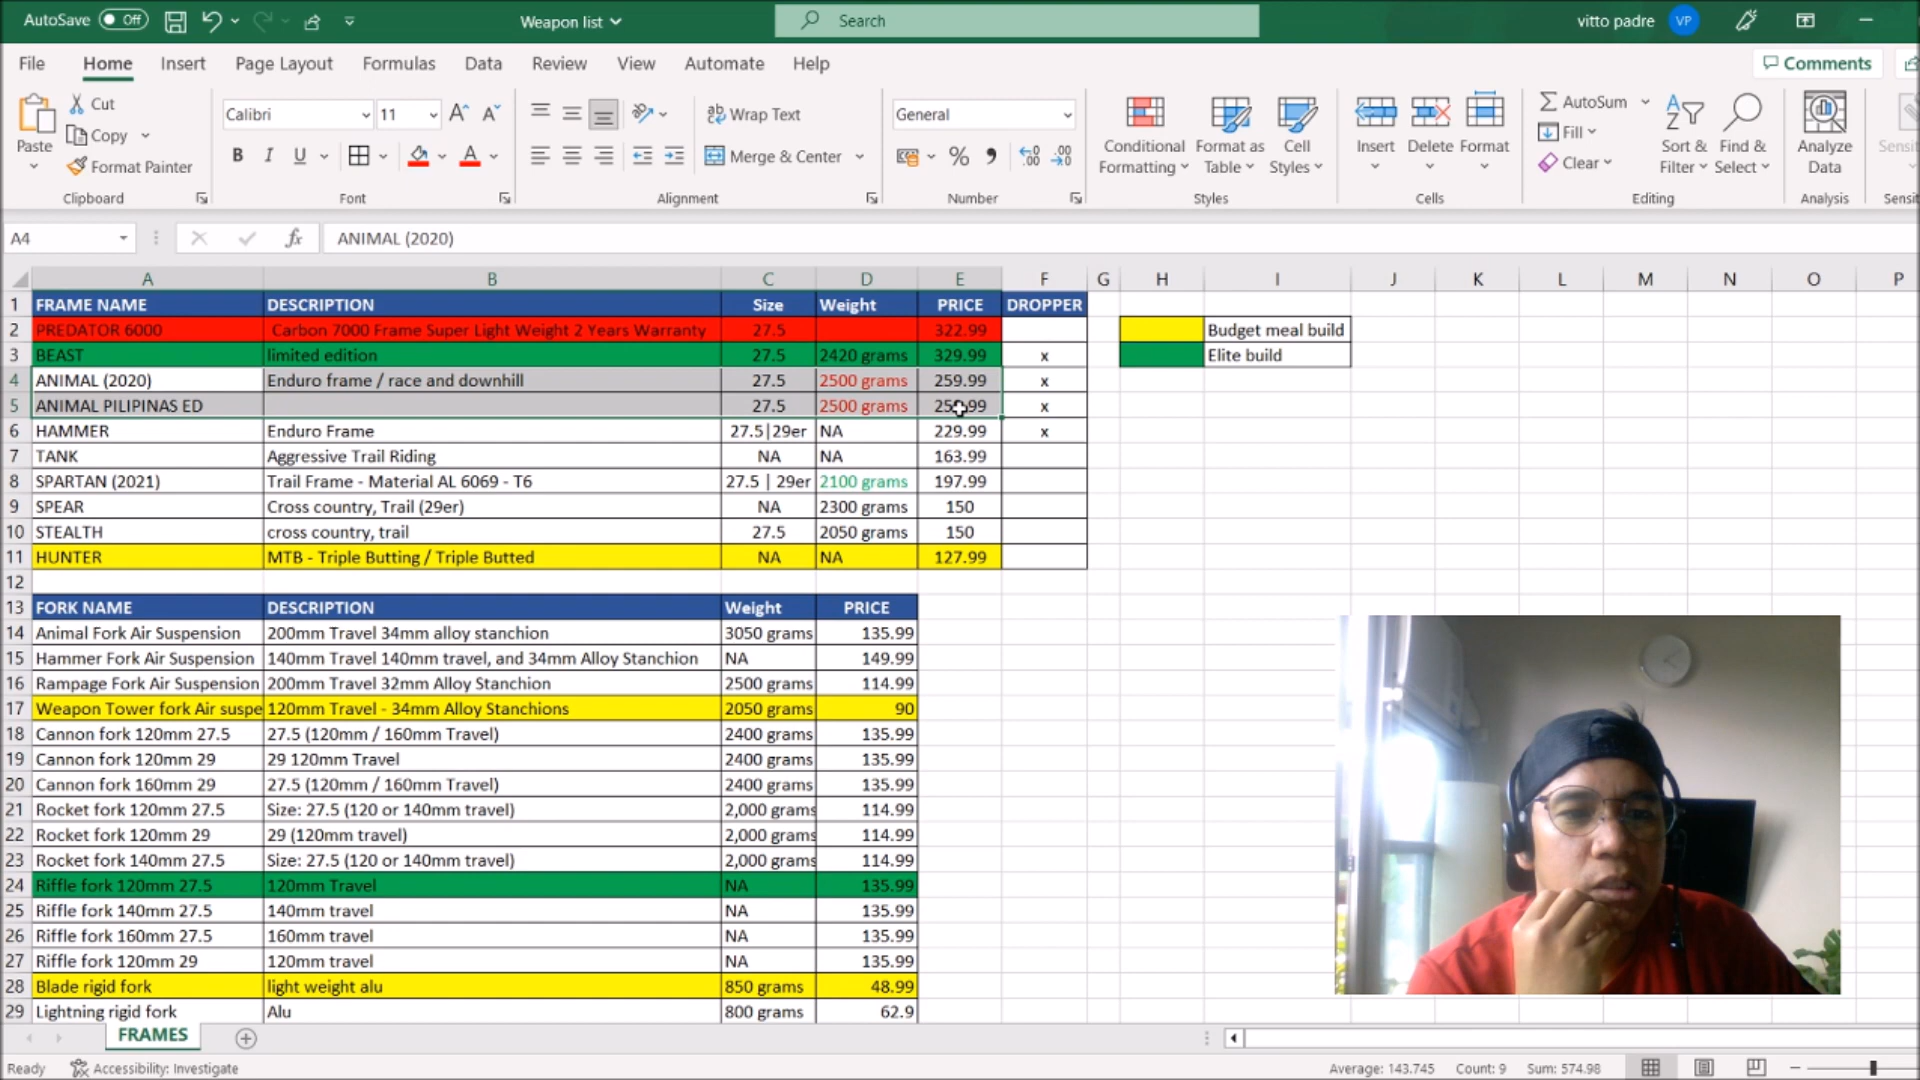 AutoSave Off Weapon list Search vitto padre VP
File Home Insert Page Layout Formulas Data Review View Automate Help Comments
Paste Cut Copy Format Painter Clipboard
Calibri 11 A A B I U A Font
ab Wrap Text Merge & Center Alignment
General % Number
Conditional Formatting Format as Table Cell Styles Styles
Insert Delete Format Cells
AutoSum Fill Clear Sort & Filter Find & Select Editing
Analyze Data Analysis
A4 fx ANIMAL (2020)
A B C D E F G H I J K L M N O P
1 FRAME NAME DESCRIPTION Size Weight PRICE DROPPER
2 PREDATOR 6000 Carbon 7000 Frame Super Light Weight 2 Years Warranty 27.5 322.99 Budget meal build
3 BEAST limited edition 27.5 2420 grams 329.99 x Elite build
4 ANIMAL (2020) Enduro frame / race and downhill 27.5 2500 grams 259.99 x
5 ANIMAL PILIPINAS ED 27.5 2500 grams x
6 HAMMER Enduro Frame 27.5|29er NA 229.99 x
7 TANK Aggressive Trail Riding NA NA 163.99
8 SPARTAN (2021) Trail Frame - Material AL 6069 - T6 27.5 | 29er 2100 grams 197.99
9 SPEAR Cross country, Trail (29er) NA 2300 grams 150
10 STEALTH cross country, trail 27.5 2050 grams 150
11 HUNTER MTB - Triple Butting / Triple Butted NA NA 127.99
12
13 FORK NAME DESCRIPTION Weight PRICE
14 Animal Fork Air Suspension 200mm Travel 34mm alloy stanchion 3050 grams 135.99
15 Hammer Fork Air Suspension 140mm Travel 140mm travel, and 34mm Alloy Stanchion NA 149.99
16 Rampage Fork Air Suspension 200mm Travel 32mm Alloy Stanchion 2500 grams 114.99
17 Weapon Tower fork Air suspe 120mm Travel - 34mm Alloy Stanchions 2050 grams 90
18 Cannon fork 120mm 27.5 27.5 (120mm / 160mm Travel) 2400 grams 135.99
19 Cannon fork 120mm 29 29 120mm Travel 2400 grams 135.99
20 Cannon fork 160mm 29 27.5 (120mm / 160mm Travel) 2400 grams 135.99
21 Rocket fork 120mm 27.5 Size: 27.5 (120 or 140mm travel) 2,000 grams 114.99
22 Rocket fork 120mm 29 29 (120mm travel) 2,000 grams 114.99
23 Rocket fork 140mm 27.5 Size: 27.5 (120 or 140mm travel) 2,000 grams 114.99
24 Riffle fork 120mm 27.5 120mm Travel NA 135.99
25 Riffle fork 140mm 27.5 140mm travel NA 135.99
26 Riffle fork 160mm 27.5 160mm travel NA 135.99
27 Riffle fork 120mm 29 120mm travel NA 135.99
28 Blade rigid fork light weight alu 850 grams 48.99
29 Lightning rigid fork Alu 800 grams 62.9
FRAMES
Ready Accessibility: Investigate Average: 143.745 Count: 9 Sum: 574.98